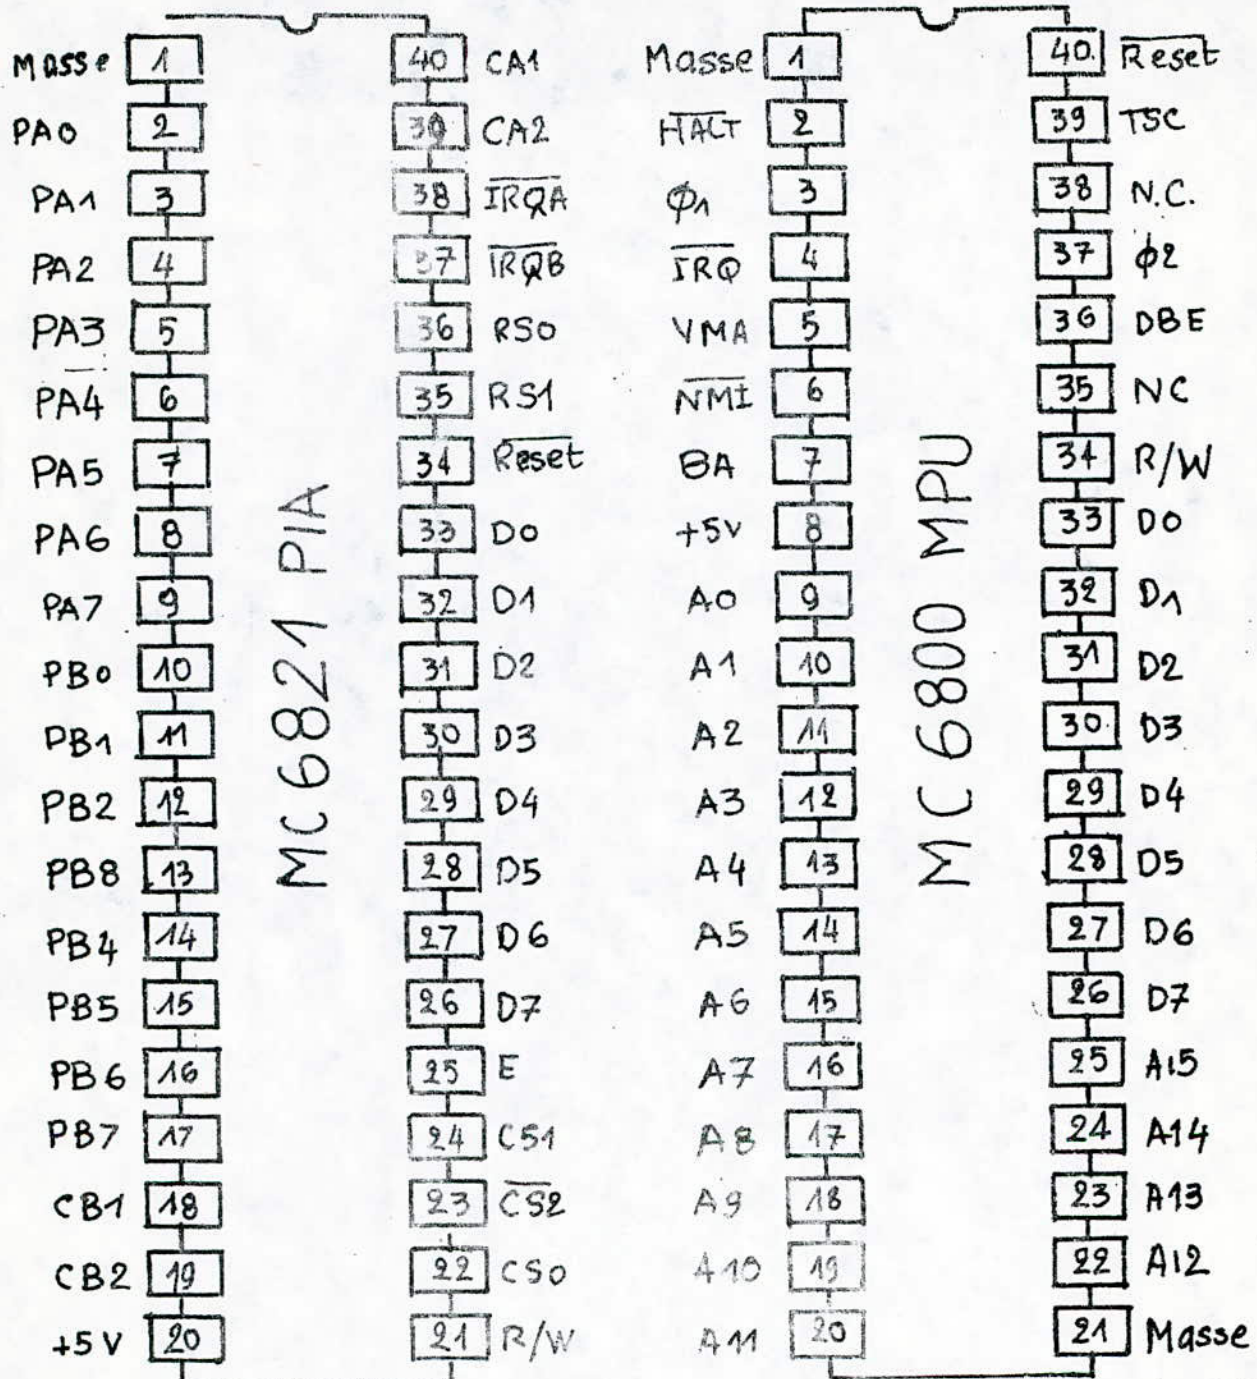 Masse 1 40 CA1
PA0 2 39 CA2
PA1 3 38 IRQA
PA2 4 37 IRQB
PA3 5 36 RS0
PA4 6 35 RS1
PA5 7 34 Reset
PA6 8 33 D0
PA7 9 32 D1
PB0 10 31 D2
PB1 11 30 D3
PB2 12 29 D4
PB8 13 28 D5
PB4 14 27 D6
PB5 15 26 D7
PB6 16 25 E
PB7 17 24 CS1
CB1 18 23 CS2
CB2 19 22 CS0
+5V 20 21 R/W
MC6821 PIA
Masse 1 40. Reset
HALT 2 39 TSC
ϕ1 3 38 N.C.
IRQ 4 37 ϕ2
VMA 5 36 DBE
NMI 6 35 NC
BA 7 34 R/W
+5V 8 33 D0
A0 9 32 D1
A1 10 31 D2
A2 11 30 D3
A3 12 29 D4
A4 13 28 D5
A5 14 27 D6
A6 15 26 D7
A7 16 25 A15
A8 17 24 A14
A9 18 23 A13
A10 19 22 A12
A11 20 21 Masse
MC6800 MPU